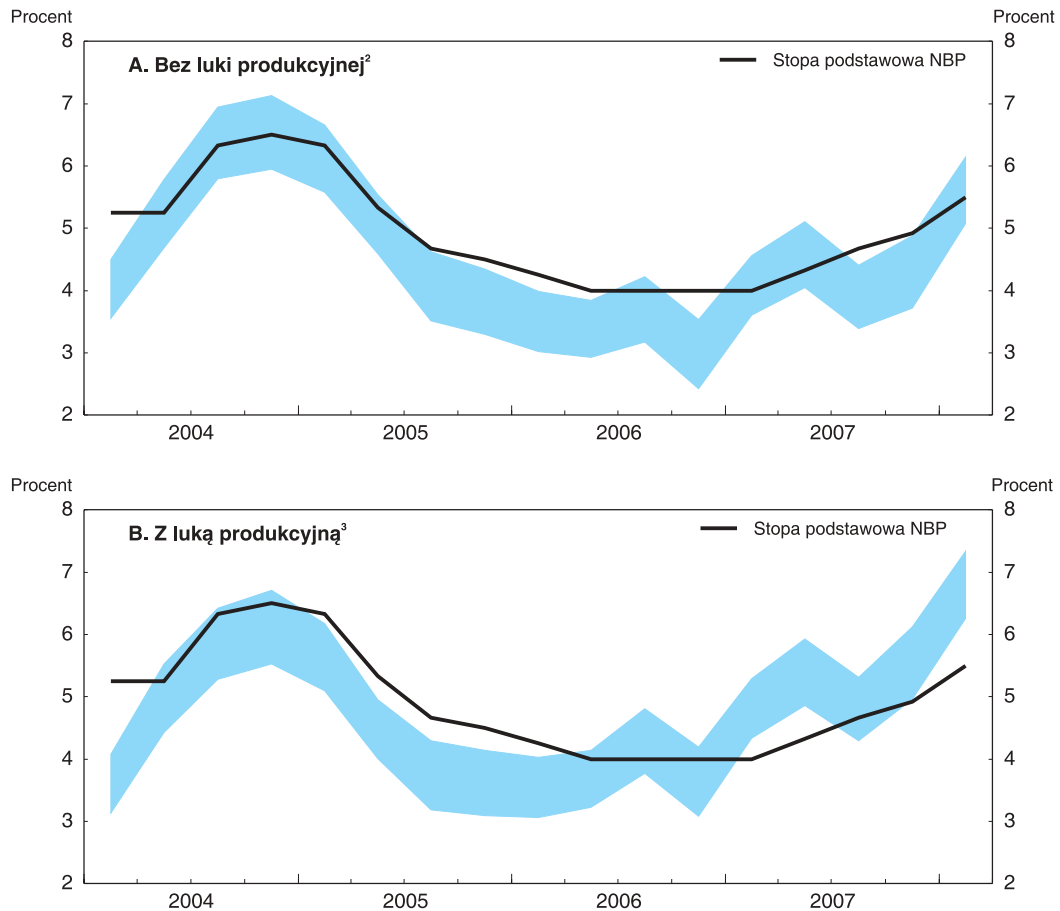 Procent Procent
A. Bez luki produkcyjnej² Stopa podstawowa NBP
8 8
7 7
6 6
5 5
4 4
3 3
2 2
2004 2005 2006 2007
Procent Procent
B. Z luką produkcyjną³ Stopa podstawowa NBP
8 8
7 7
6 6
5 5
4 4
3 3
2 2
2004 2005 2006 2007